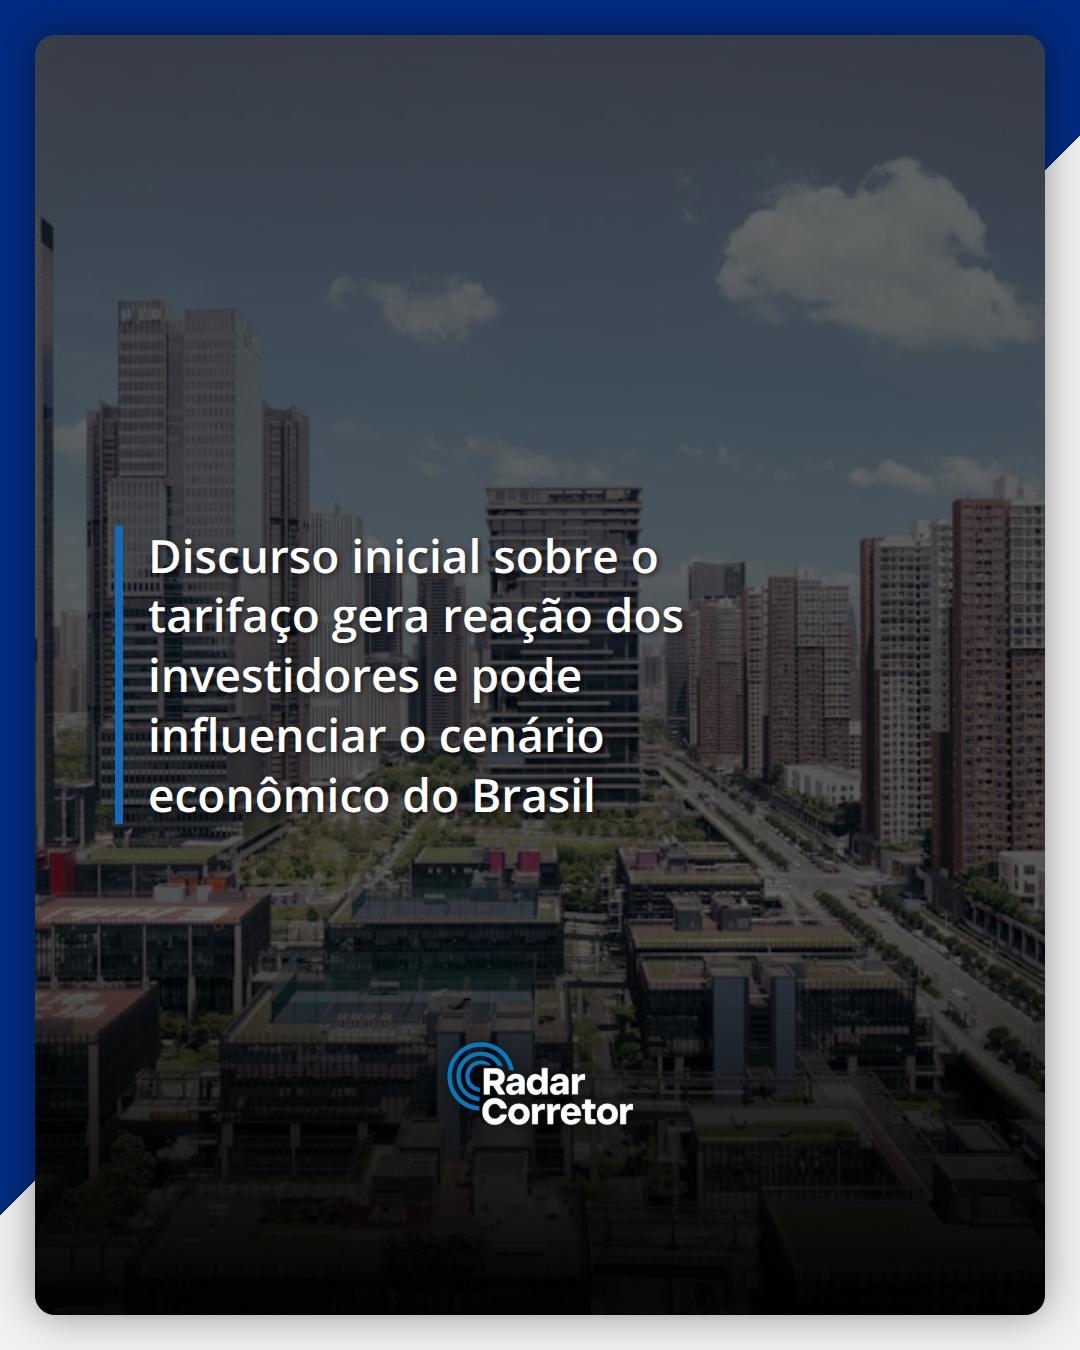 Discurso inicial sobre o
tarifaço gera reação dos
investidores e pode
influenciar o cenário
econômico do Brasil
Radar
Corretor